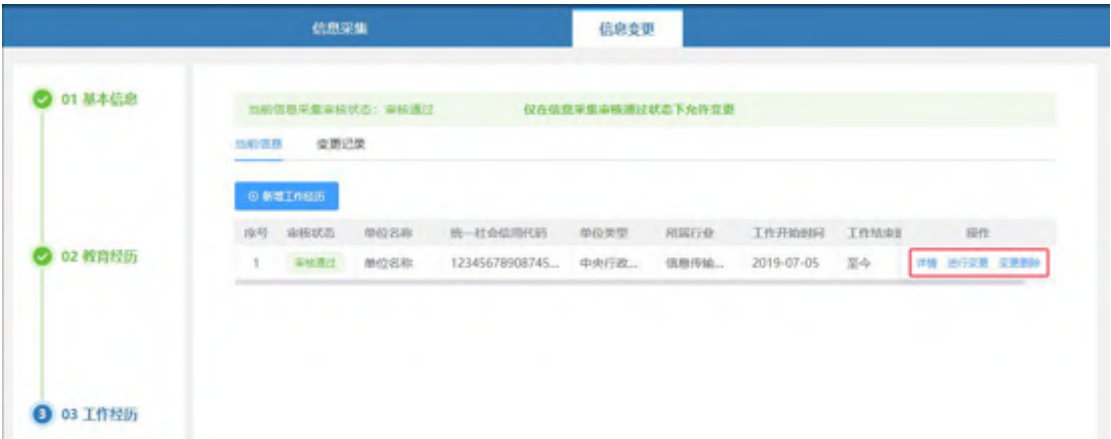 信息采集 信息变更
01 基本信息
当前信息采集审核状态：审核通过 仅在信息采集审核通过状态下允许变更
当前信息 变更记录
新增工作经历
序号 审核状态 单位名称 统一社会信用代码 单位类型 所属行业 工作开始时间 工作结束 操作
02 教育经历
1 审核通过 单位名称 12345678908745... 中央行政... 信息传输... 2019-07-05 至今 详情 进行变更 变更删除
3 03 工作经历